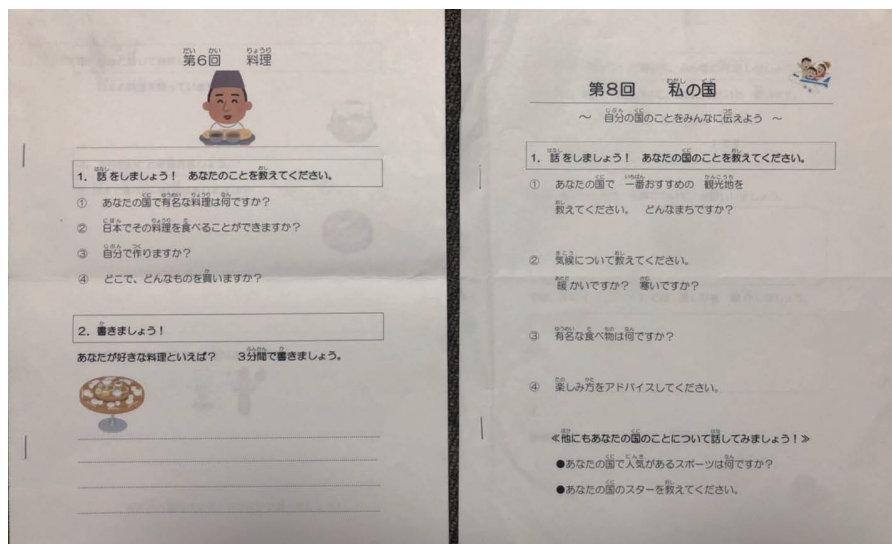 第6回 料理
1. 話をしましょう! あなたのことを教えてください。
① あなたの国で有名な料理は何ですか?
② 日本でその料理を食べることができますか?
③ 自分で作りますか?
④ どこで、どんなものを買いますか?
2. 書きましょう!
あなたが好きな料理といえば? 3分間で書きましょう。
第8回 私の国
~ 自分の国のことをみんなに伝えよう ~
1. 話をしましょう! あなたの国のことを教えてください。
① あなたの国で 一番おすすめの 観光地を
教えてください。 どんなまちですか?
② 気候について教えてください。
暖かいですか? 寒いですか?
③ 有名な食べ物は何ですか?
④ 楽しみ方をアドバイスしてください。
≪他にもあなたの国のことについて話してみましょう!≫
●あなたの国で人気があるスポーツは何ですか?
●あなたの国のスターを教えてください。